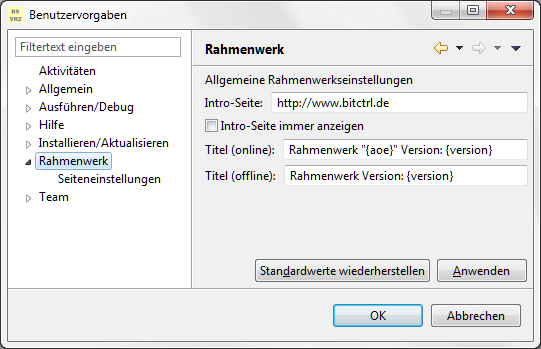 BS
VRZ
Benutzervorgaben
Filtertext eingeben
Aktivitäten
Allgemein
Ausführen/Debug
Hilfe
Installieren/Aktualisieren
Rahmenwerk
Seiteneinstellungen
Team
Rahmenwerk
Allgemeine Rahmenwerkseinstellungen
Intro-Seite: http://www.bitctrl.de
Intro-Seite immer anzeigen
Titel (online): Rahmenwerk "{aoe}" Version: {version}
Titel (offline): Rahmenwerk Version: {version}
Standardwerte wiederherstellen Anwenden
OK Abbrechen